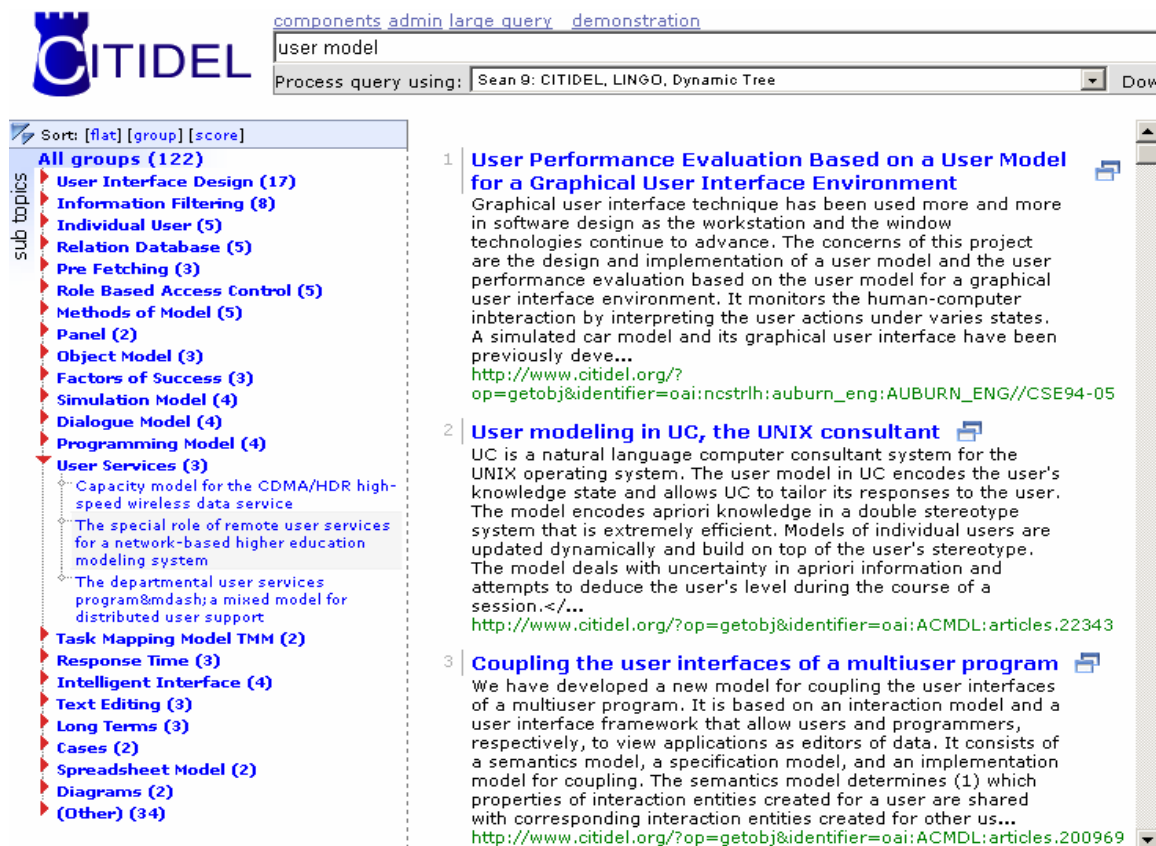 CITIDEL
components admin large query demonstration
user model
Process query using: Sean 9: CITIDEL, LINGO, Dynamic Tree Dow
Sort: [flat] [group] [score]
sub topics
All groups (122)
User Interface Design (17)
Information Filtering (8)
Individual User (5)
Relation Database (5)
Pre Fetching (3)
Role Based Access Control (5)
Methods of Model (5)
Panel (2)
Object Model (3)
Factors of Success (3)
Simulation Model (4)
Dialogue Model (4)
Programming Model (4)
User Services (3)
Capacity model for the CDMA/HDR high-
speed wireless data service
The special role of remote user services
for a network-based higher education
modeling system
The departmental user services
program&mdash;a mixed model for
distributed user support
Task Mapping Model TMM (2)
Response Time (3)
Intelligent Interface (4)
Text Editing (3)
Long Terms (3)
Cases (2)
Spreadsheet Model (2)
Diagrams (2)
(Other) (34)
1 User Performance Evaluation Based on a User Model
for a Graphical User Interface Environment
Graphical user interface technique has been used more and more
in software design as the workstation and the window
technologies continue to advance. The concerns of this project
are the design and implementation of a user model and the user
performance evaluation based on the user model for a graphical
user interface environment. It monitors the human-computer
inbteraction by interpreting the user actions under varies states.
A simulated car model and its graphical user interface have been
previously deve...
http://www.citidel.org/?
op=getobj&identifier=oai:ncstrlh:auburn_eng:AUBURN_ENG//CSE94-05
2 User modeling in UC, the UNIX consultant
UC is a natural language computer consultant system for the
UNIX operating system. The user model in UC encodes the user's
knowledge state and allows UC to tailor its responses to the user.
The model encodes apriori knowledge in a double stereotype
system that is extremely efficient. Models of individual users are
updated dynamically and build on top of the user's stereotype.
The model deals with uncertainty in apriori information and
attempts to deduce the user's level during the course of a
session.</...
http://www.citidel.org/?op=getobj&identifier=oai:ACMDL:articles.22343
3 Coupling the user interfaces of a multiuser program
We have developed a new model for coupling the user interfaces
of a multiuser program. It is based on an interaction model and a
user interface framework that allow users and programmers,
respectively, to view applications as editors of data. It consists of
a semantics model, a specification model, and an implementation
model for coupling. The semantics model determines (1) which
properties of interaction entities created for a user are shared
with corresponding interaction entities created for other us...
http://www.citidel.org/?op=getobj&identifier=oai:ACMDL:articles.200969